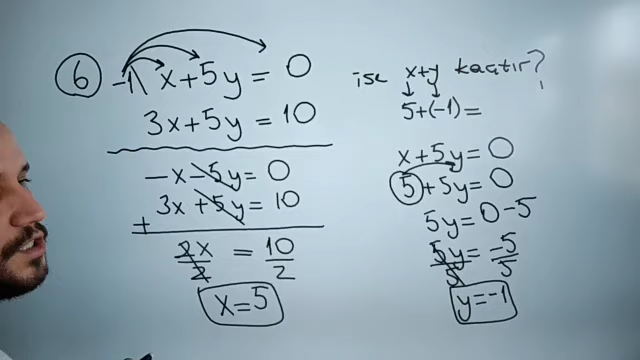 6 -1\ x+5y=0
3x+5y=10
-x-5y=0
3x+5y=10
+
2x/2 = 10/2
x=5
ise x+y kaçtır?
5+(-1)=
x+5y=0
5+5y=0
5y=0-5
5y/5 = -5/5
y=-1